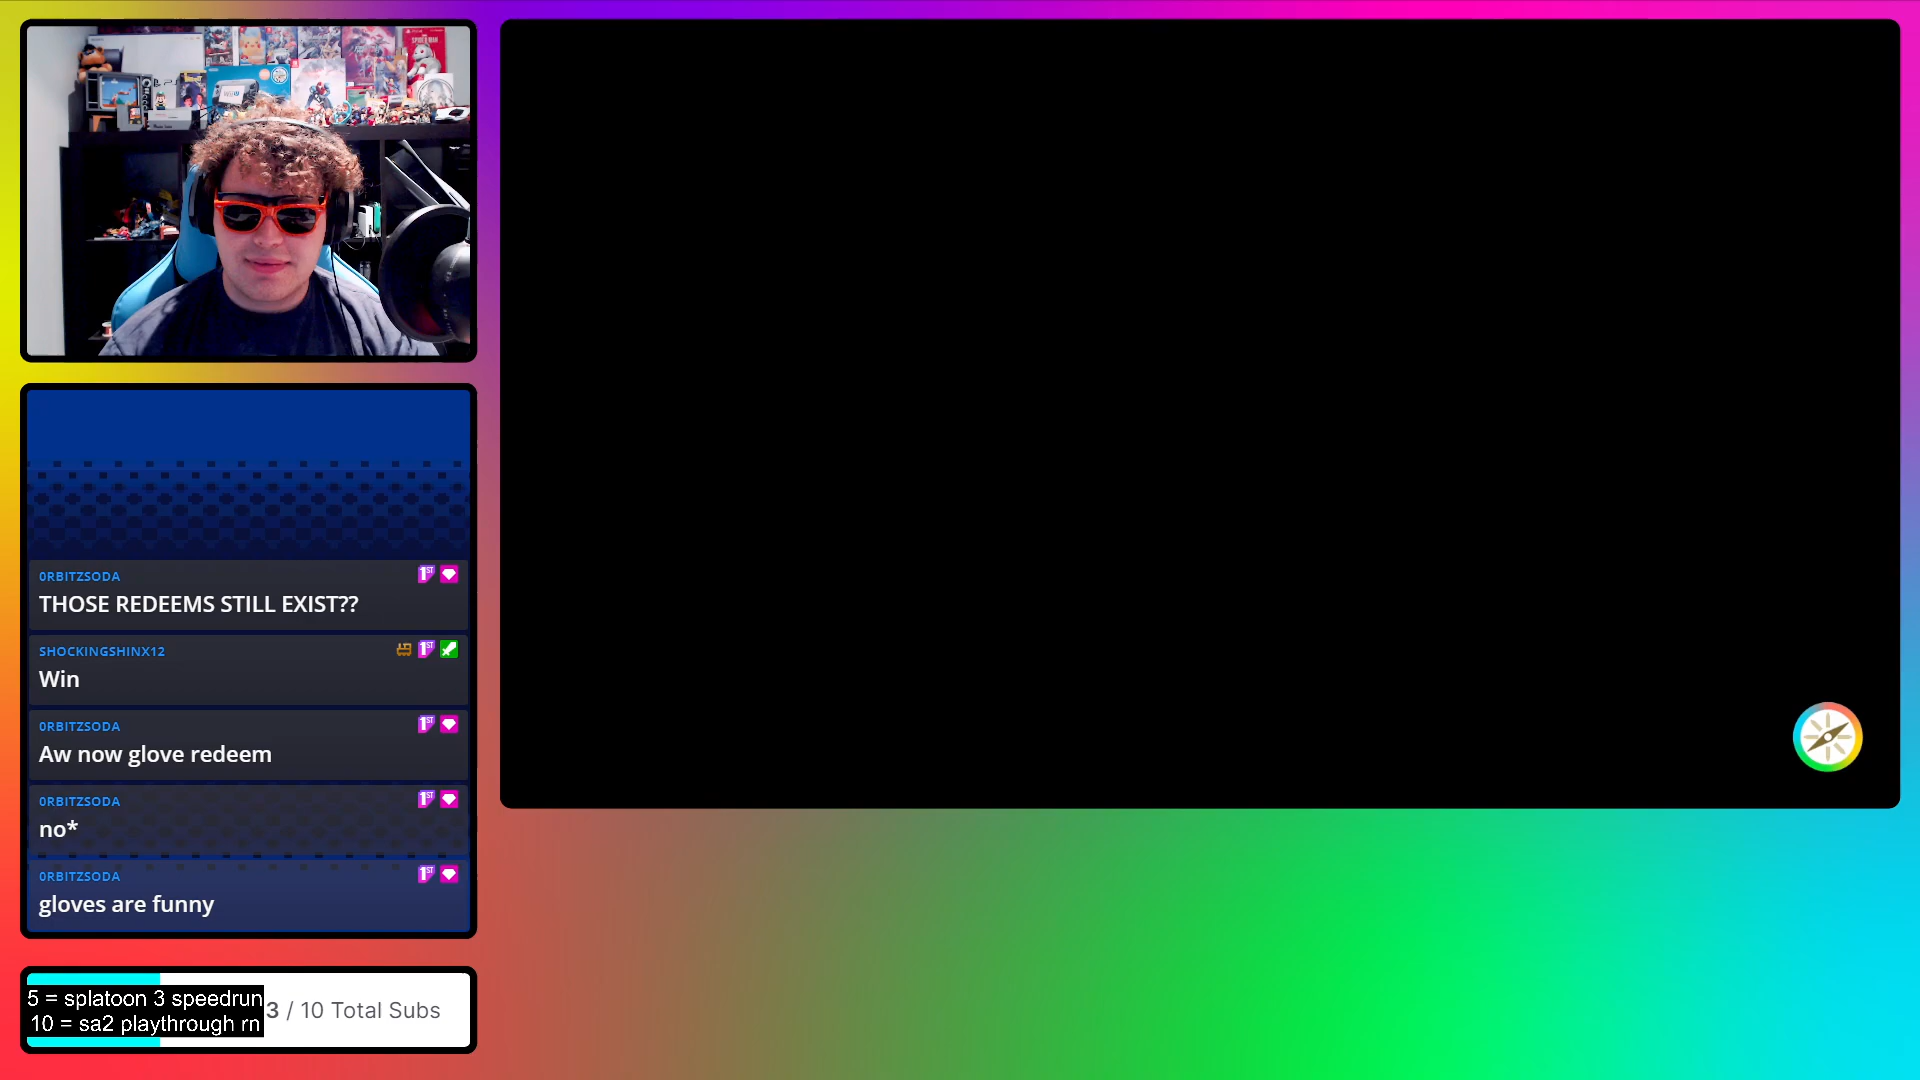 0RBITZSODA
THOSE REDEEMS STILL EXIST??
SHOCKINGSHINX12
Win
0RBITZSODA
Aw now glove redeem
0RBITZSODA
no*
0RBITZSODA
gloves are funny
5 = splatoon 3 speedrun
10 = sa2 playthrough rn
3 / 10 Total Subs